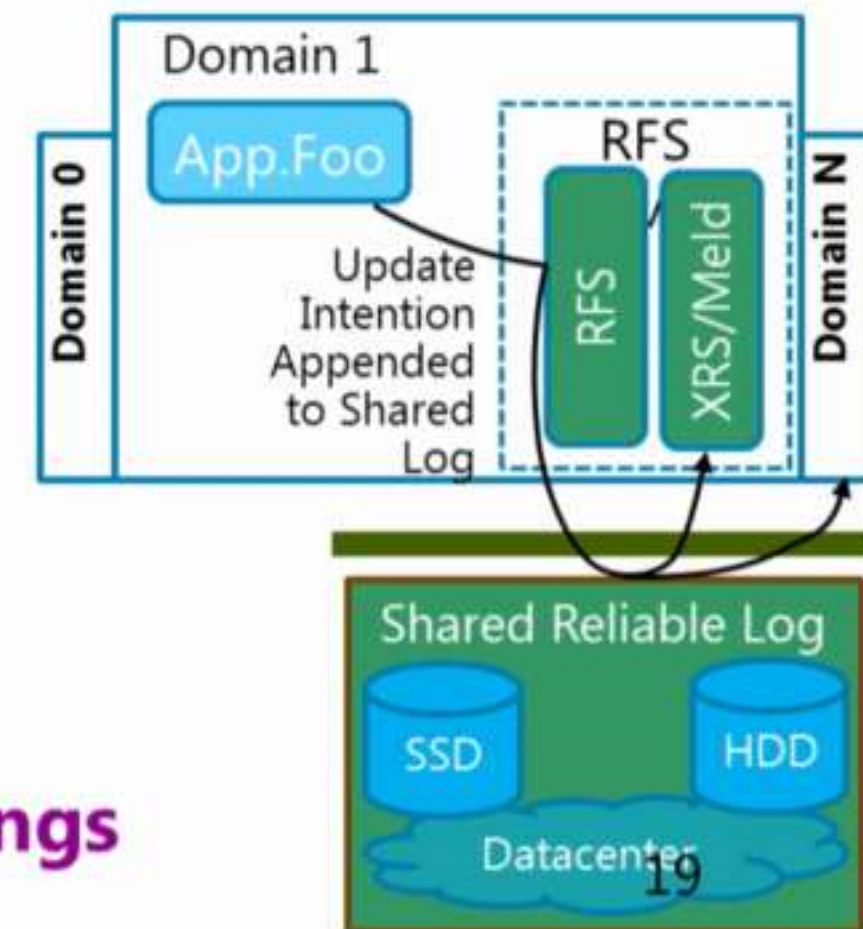 Domain 1
App.Foo
RFS
Domain 0
Update
Intention
Appended
to Shared
Log
RFS
XRS/Meld
Domain N
Shared Reliable Log
SSD
HDD
Datacenter
19
ngs